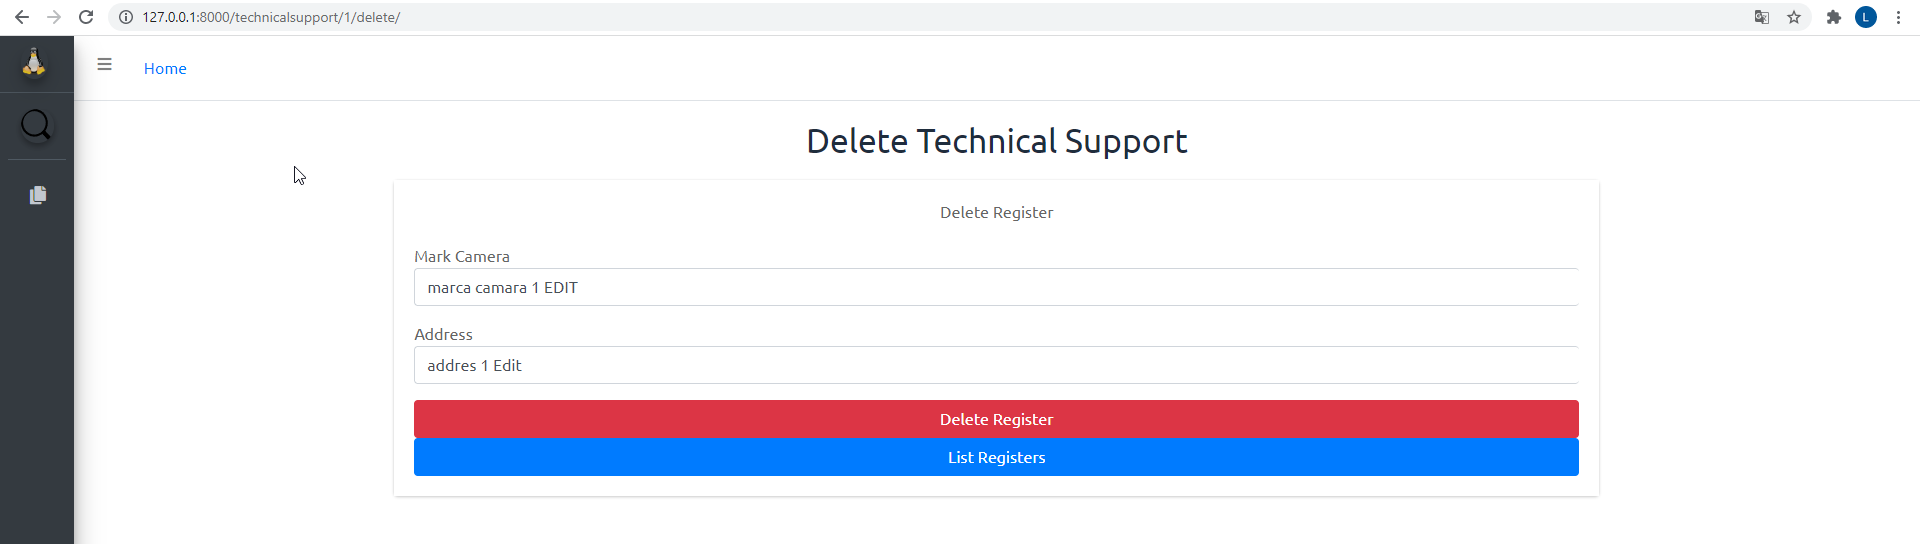 127.0.0.1:8000/technicalsupport/1/delete/
L
Home
Delete Technical Support
Delete Register
Mark Camera
marca camara 1 EDIT
Address
addres 1 Edit
Delete Register
List Registers